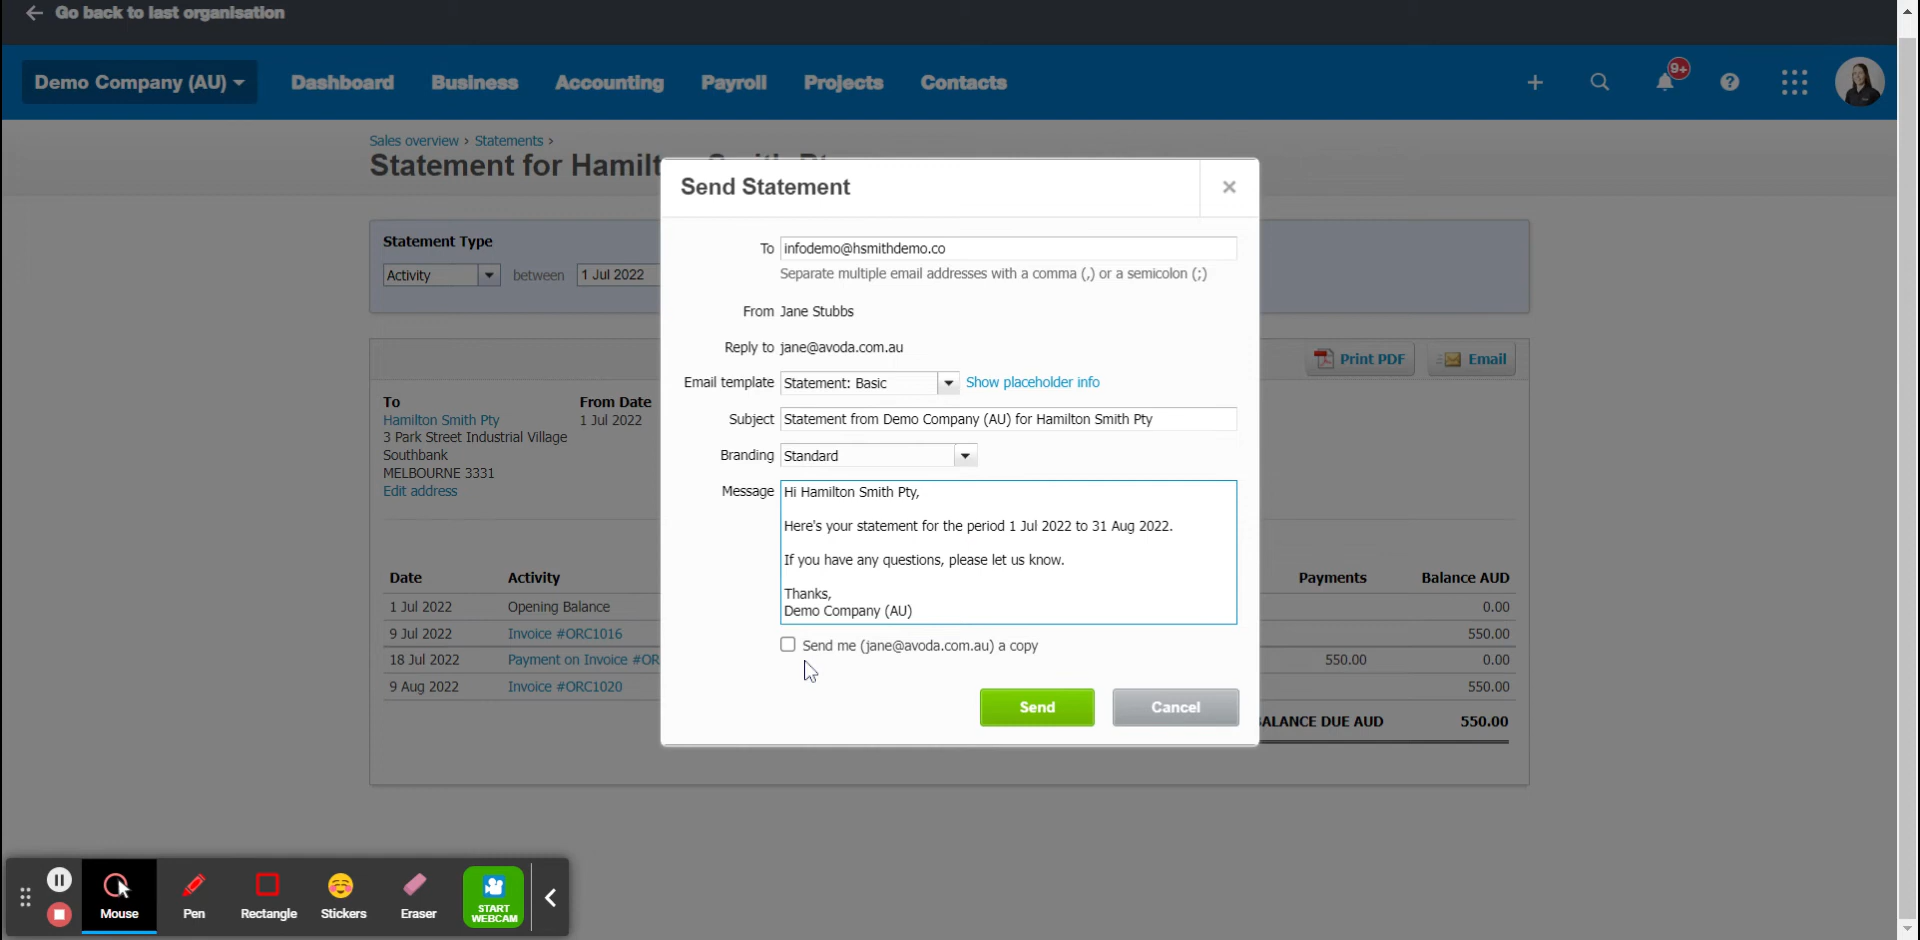 Go back to last organisation
Demo Company (AU) Dashboard Business Accounting Payroll Projects Contacts 9+
Sales overview › Statements ›
Statement for Hamilt
Send Statement
Statement Type
Activity between 1 Jul 2022
To infodemo@hsmithdemo.co
Separate multiple email addresses with a comma (,) or a semicolon (;)
From Jane Stubbs
Reply to jane@avoda.com.au
Email template Statement: Basic Show placeholder info
Subject Statement from Demo Company (AU) for Hamilton Smith Pty
Branding Standard
Message Hi Hamilton Smith Pty,
Here's your statement for the period 1 Jul 2022 to 31 Aug 2022.
If you have any questions, please let us know.
Thanks,
Demo Company (AU)
Send me (jane@avoda.com.au) a copy
Send Cancel
Print PDF Email
To From Date
Hamilton Smith Pty 1 Jul 2022
3 Park Street Industrial Village
Southbank
MELBOURNE 3331
Edit address
Date Activity Payments Balance AUD
1 Jul 2022 Opening Balance 0.00
9 Jul 2022 Invoice #ORC1016 550.00
18 Jul 2022 Payment on Invoice #OR 550.00 0.00
9 Aug 2022 Invoice #ORC1020 550.00
ALANCE DUE AUD 550.00
Mouse Pen Rectangle Stickers Eraser START
WEBCAM